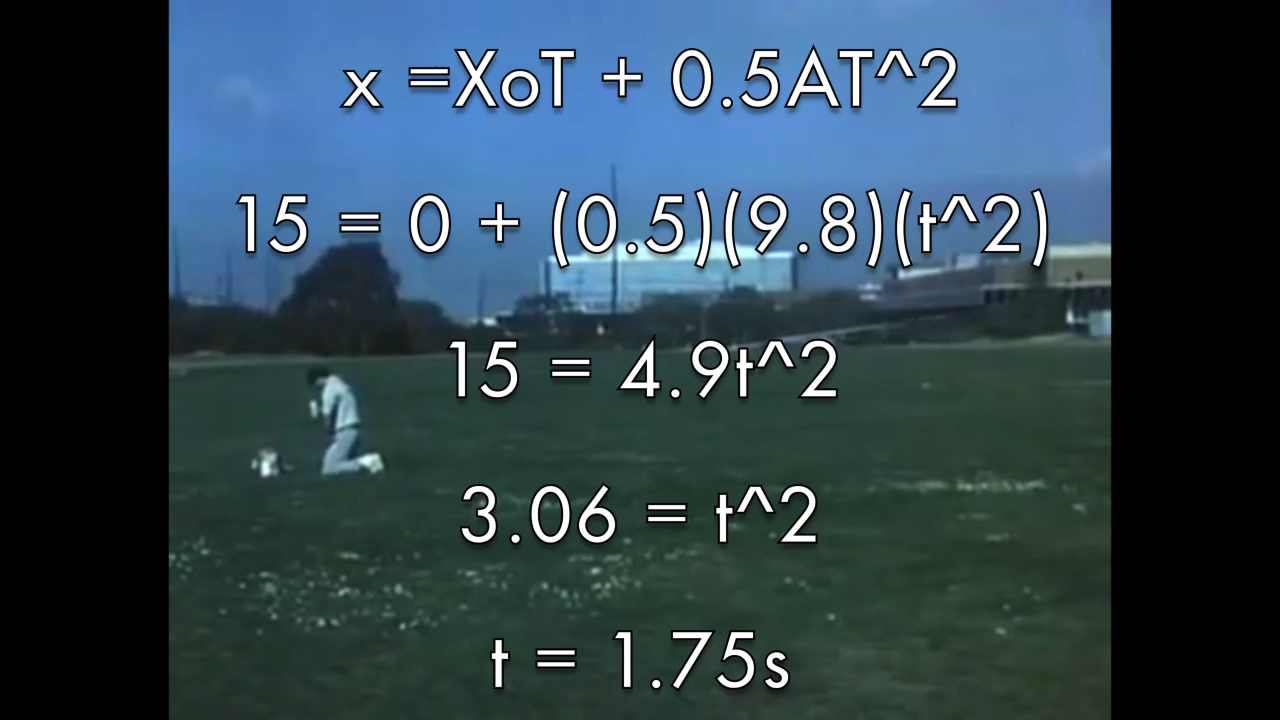 x =XoT + 0.5AT^2
15 = 0 + (0.5)(9.8)(t^2)
15 = 4.9t^2
3.06 = t^2
t = 1.75s